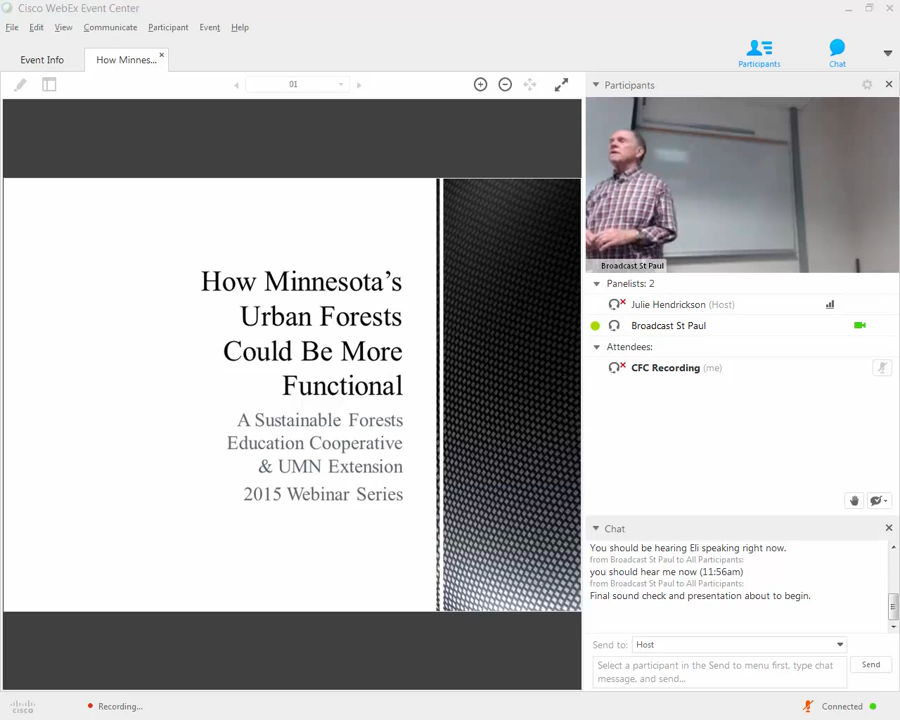 Cisco WebEx Event Center
File Edit View Communicate Participant Event Help
Event Info
How Minnes...
Participants
Chat
01
Participants
Broadcast St Paul
Panelists: 2
Julie Hendrickson (Host)
Broadcast St Paul
Attendees:
CFC Recording (me)
How Minnesota's
Urban Forests
Could Be More
Functional
A Sustainable Forests
Education Cooperative
& UMN Extension
2015 Webinar Series
Chat
You should be hearing Eli speaking right now.
from Broadcast St Paul to All Participants:
you should hear me now (11:56am)
from Broadcast St Paul to All Participants:
Final sound check and presentation about to begin.
Send to: Host
Select a participant in the Send to menu first, type chat
message, and send...
Send
cisco
Recording...
Connected